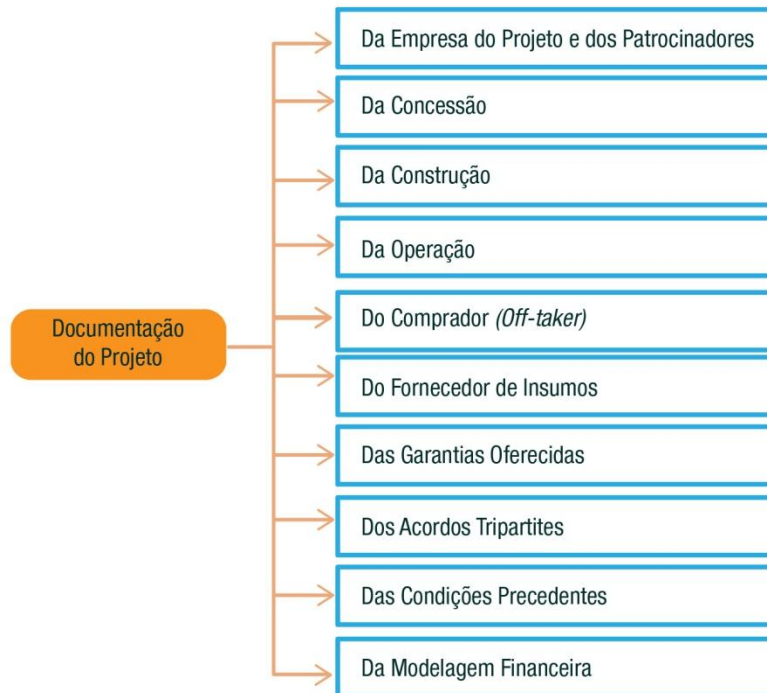 Da Empresa do Projeto e dos Patrocinadores
Da Concessão
Da Construção
Da Operação
Documentação
do Projeto
Do Comprador (Off-taker)
Do Fornecedor de Insumos
Das Garantias Oferecidas
Dos Acordos Tripartites
Das Condições Precedentes
Da Modelagem Financeira